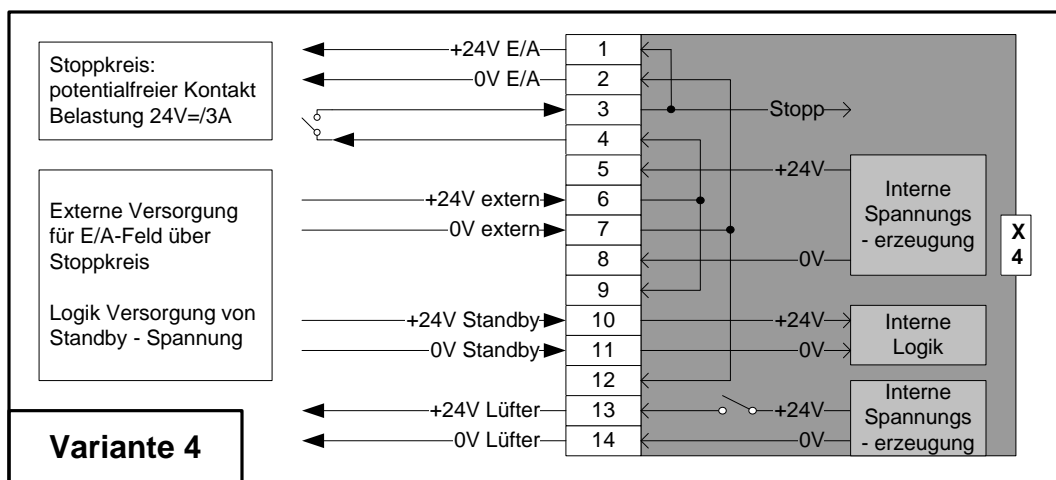 Stoppkreis:
potentialfreier Kontakt
Belastung 24V=/3A
Externe Versorgung
für E/A-Feld über
Stoppkreis
Logik Versorgung von
Standby - Spannung
Variante 4
+24V E/A
0V E/A
+24V extern
0V extern
+24V Standby
0V Standby
+24V Lüfter
0V Lüfter
1
2
3
4
5
6
7
8
9
10
11
12
13
14
Stopp
+24V
0V
Interne
Spannungs
- erzeugung
+24V
0V
Interne
Logik
+24V
0V
Interne
Spannungs
- erzeugung
X
4